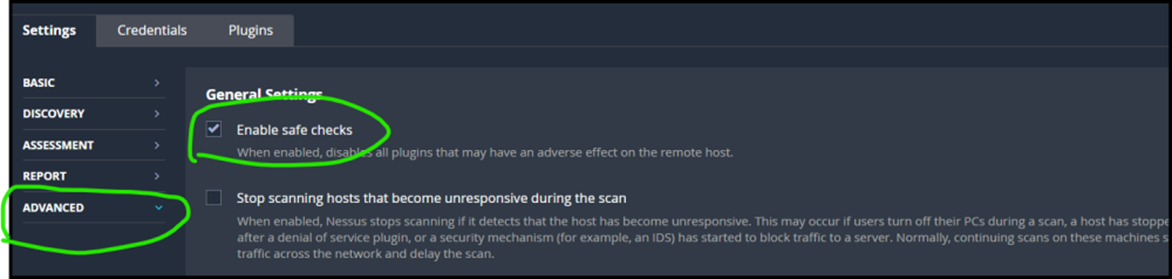 Settings Credentials Plugins
BASIC
DISCOVERY
ASSESSMENT
REPORT
ADVANCED
General Settings
Enable safe checks
When enabled, disables all plugins that may have an adverse effect on the remote host.
Stop scanning hosts that become unresponsive during the scan
When enabled, Nessus stops scanning if it detects that the host has become unresponsive. This may occur if users turn off their PCs during a scan, a host has stoppe
after a denial of service plugin, or a security mechanism (for example, an IDS) has started to block traffic to a server. Normally, continuing scans on these machines s
traffic across the network and delay the scan.